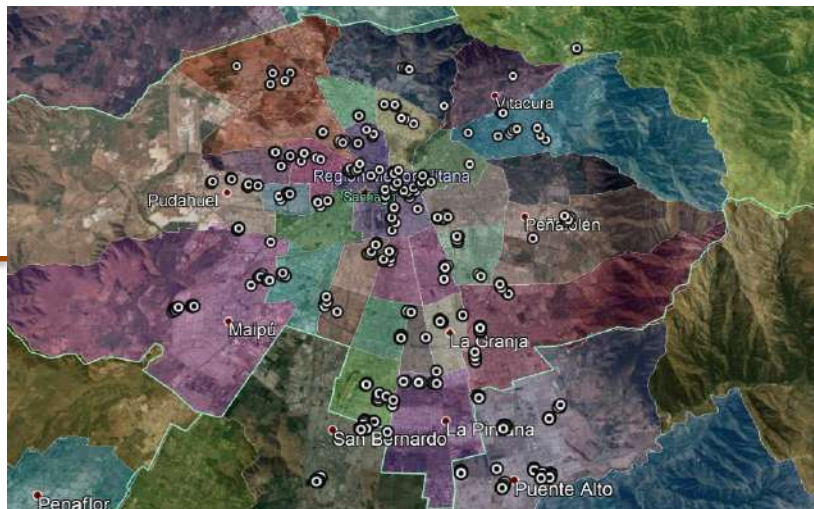 Vitacura
Región Metropolitana
Santiago
Pudahuel
Peñalolén
Maipú
La Granja
San Bernardo
La Pintana
Puente Alto
Peñaflor